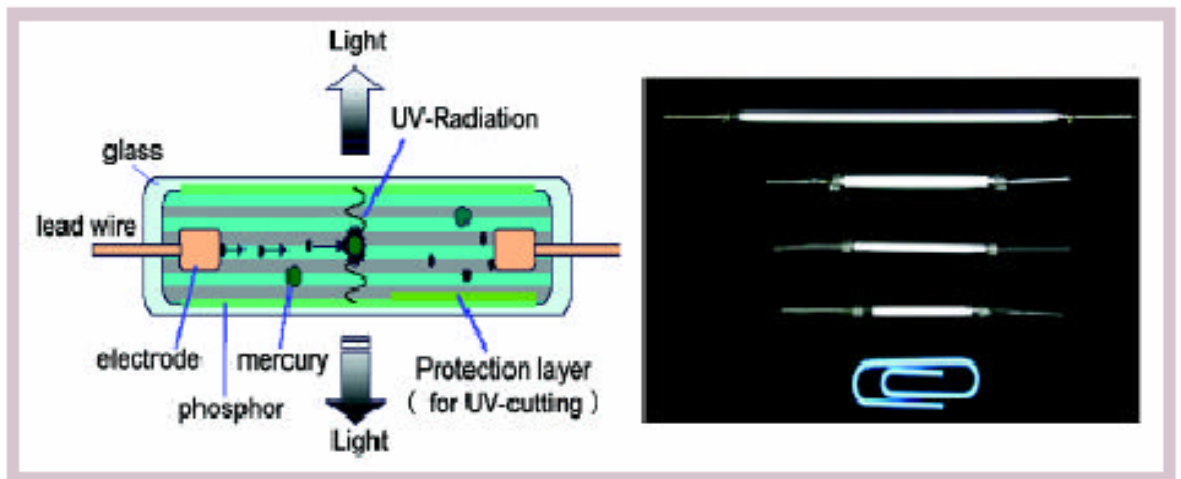 Light
UV-Radiation
glass
lead wire
electrode
mercury
Protection layer
( for UV-cutting )
phosphor
Light